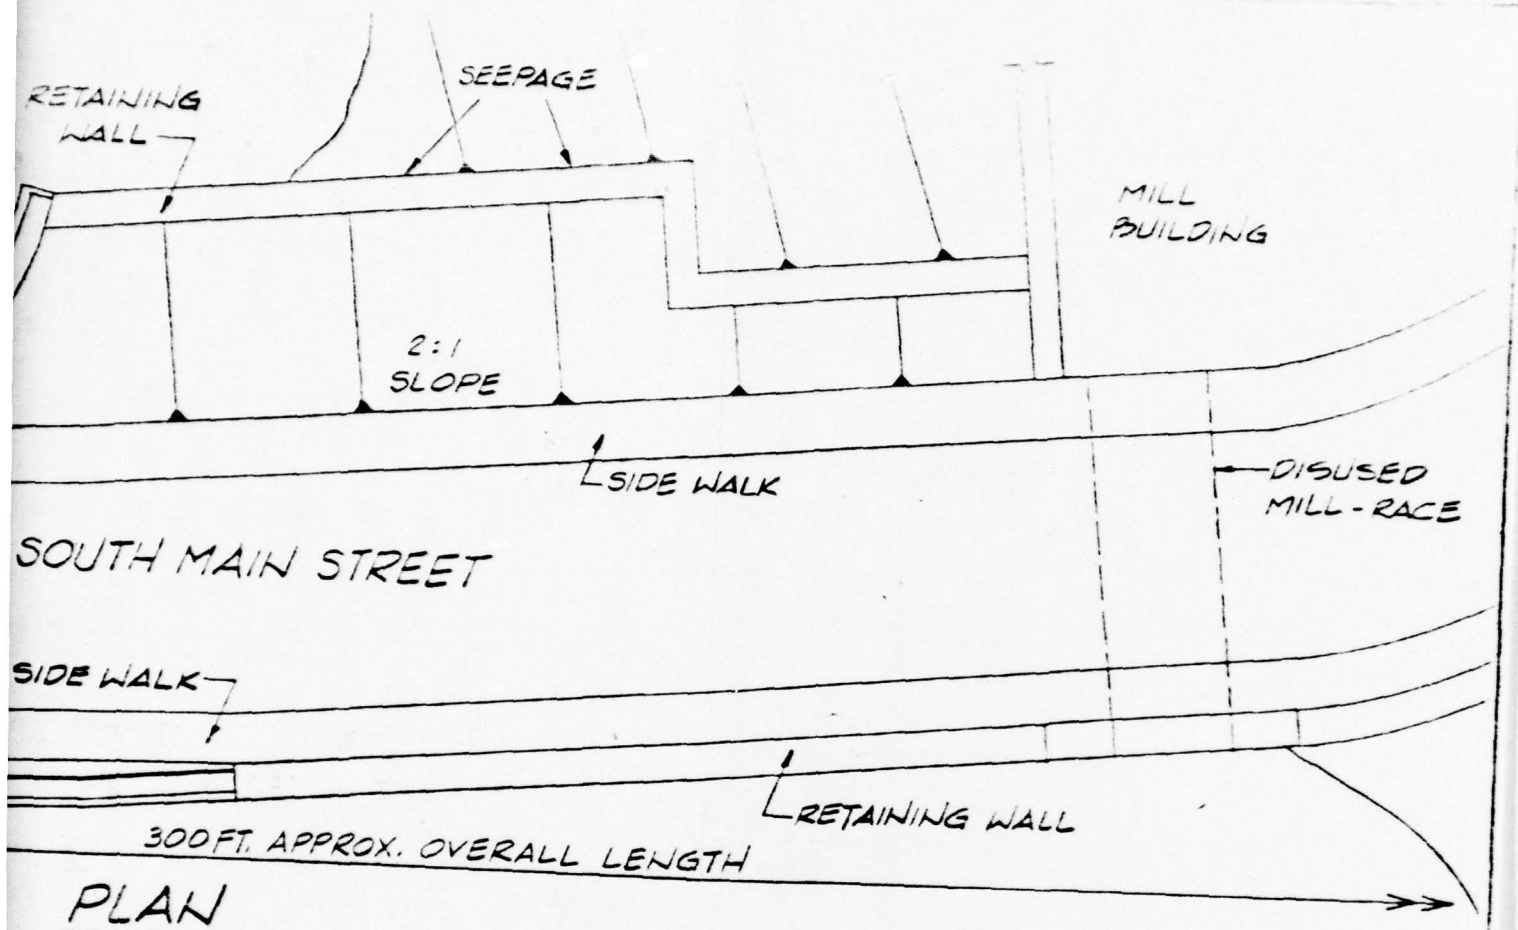 SEEPAGE
RETAINING
WALL
MILL
BUILDING
2:1
SLOPE
SIDE WALK
DISUSED
MILL-RACE
SOUTH MAIN STREET
SIDE WALK
RETAINING WALL
300 FT. APPROX. OVERALL LENGTH
PLAN